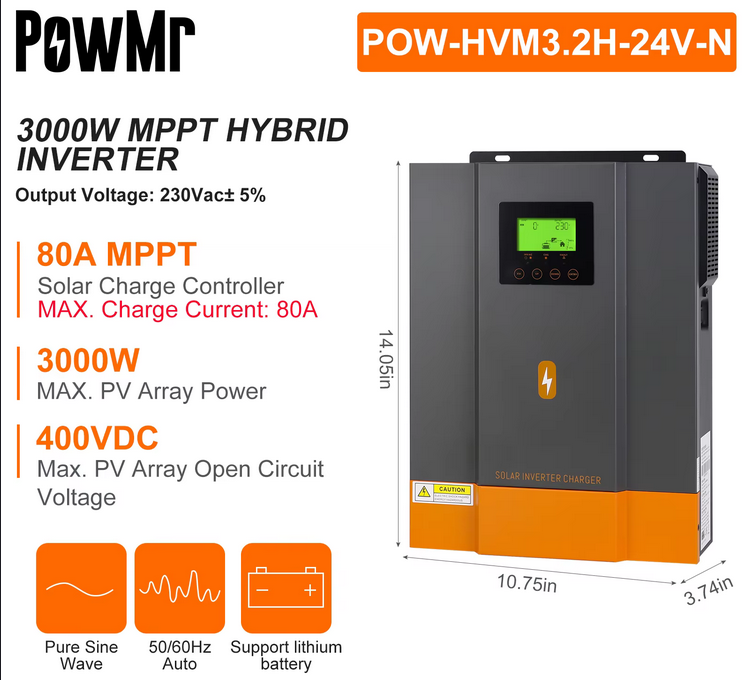 PowMr
POW-HVM3.2H-24V-N
3000W MPPT HYBRID
INVERTER
Output Voltage: 230Vac± 5%
80A MPPT
Solar Charge Controller
MAX. Charge Current: 80A
3000W
MAX. PV Array Power
400VDC
Max. PV Array Open Circuit
Voltage
230
SOLAR INVERTER CHARGER
CAUTION
14.05in
10.75in
3.74in
Pure Sine
Wave
50/60Hz
Auto
Support lithium
battery